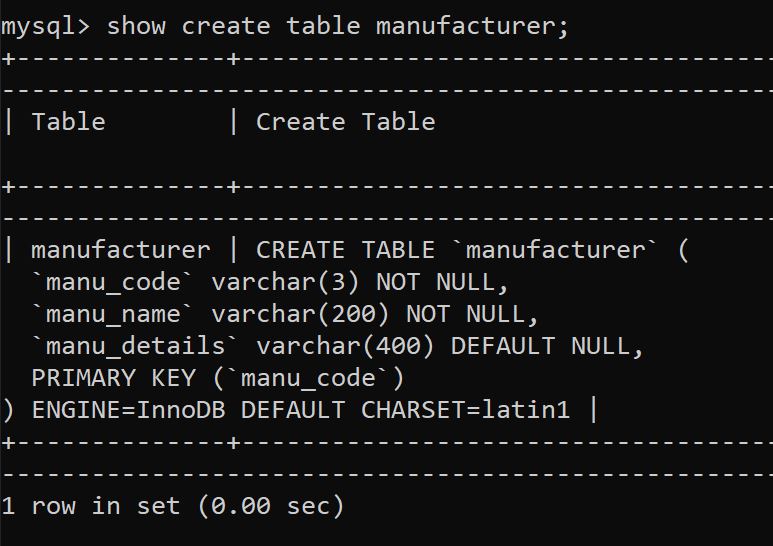 mysql> show create table manufacturer;
+--------------+------------------------------------
----------------------------------------------------
| Table        | Create Table
+--------------+------------------------------------
----------------------------------------------------
| manufacturer | CREATE TABLE `manufacturer` (
  `manu_code` varchar(3) NOT NULL,
  `manu_name` varchar(200) NOT NULL,
  `manu_details` varchar(400) DEFAULT NULL,
  PRIMARY KEY (`manu_code`)
) ENGINE=InnoDB DEFAULT CHARSET=latin1 |
+--------------+------------------------------------
----------------------------------------------------
1 row in set (0.00 sec)